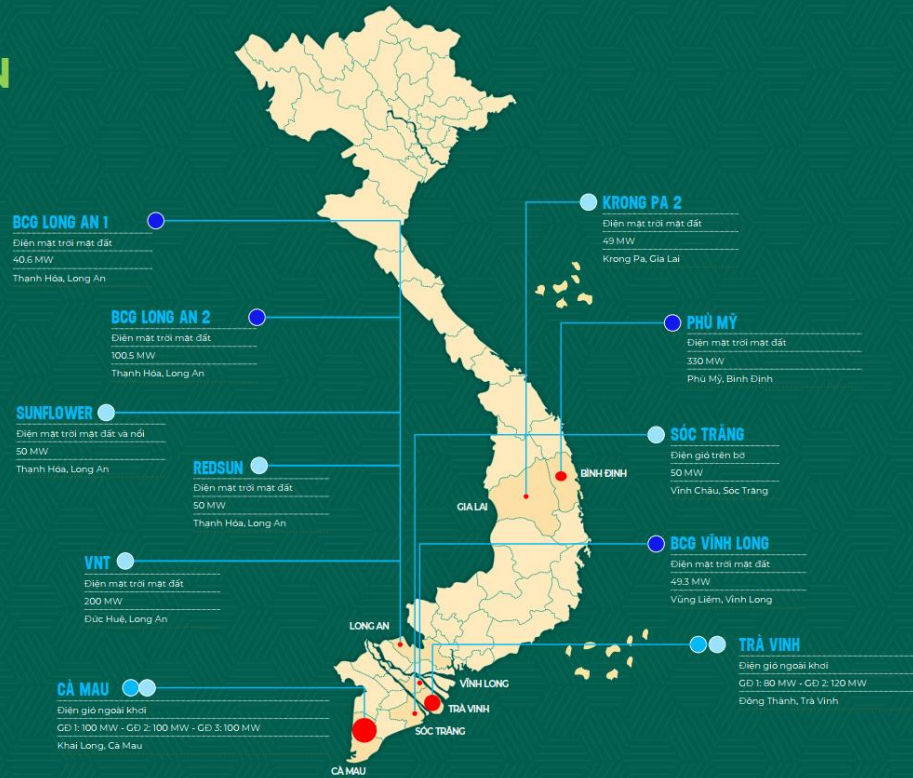 N
BCG LONG AN 1
Điện mặt trời mặt đất
40.6 MW
Thạnh Hóa, Long An
BCG LONG AN 2
Điện mặt trời mặt đất
100.5 MW
Thạnh Hóa, Long An
SUNFLOWER
Điện mặt trời mặt đất và nổi
50 MW
Thạnh Hóa, Long An
REDSUN
Điện mặt trời mặt đất
50 MW
Thạnh Hóa, Long An
VNT
Điện mặt trời mặt đất
200 MW
Đức Huệ, Long An
CÀ MAU
Điện gió ngoài khơi
GĐ 1: 100 MW - GĐ 2: 100 MW - GĐ 3: 100 MW
Khai Long, Cà Mau
KRONG PA 2
Điện mặt trời mặt đất
49 MW
Krong Pa, Gia Lai
PHÙ MỸ
Điện mặt trời mặt đất
330 MW
Phù Mỹ, Bình Định
SÓC TRĂNG
Điện gió trên bờ
50 MW
Vĩnh Châu, Sóc Trăng
BCG VĨNH LONG
Điện mặt trời mặt đất
49.3 MW
Vũng Liêm, Vĩnh Long
TRÀ VINH
Điện gió ngoài khơi
GĐ 1: 80 MW - GĐ 2: 120 MW
Đông Thành, Trà Vinh
BÌNH ĐỊNH
GIA LAI
LONG AN
VĨNH LONG
TRÀ VINH
SÓC TRĂNG
CÀ MAU